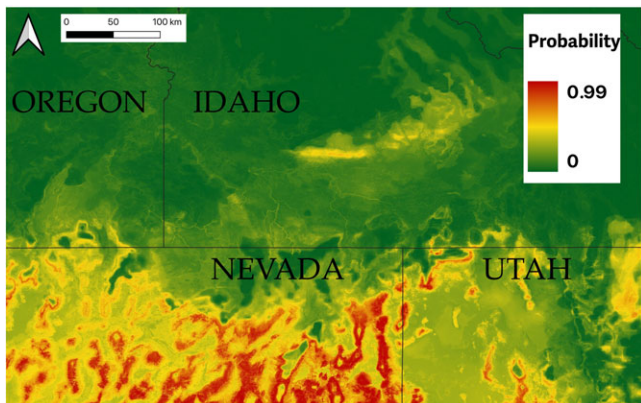 0 50 100 km
Probability
0.99
0
OREGON
IDAHO
NEVADA
UTAH